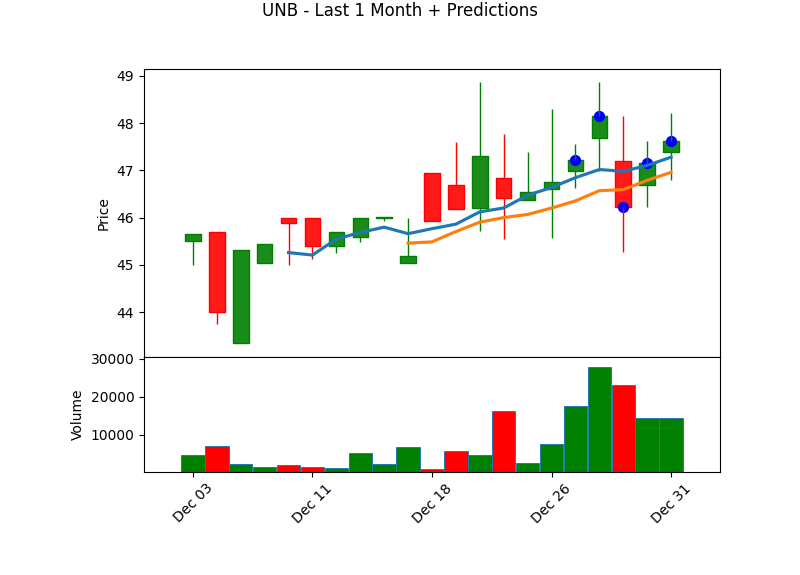 UNB - Last 1 Month + Predictions
49
48
47
46
45
44
Price
30000
20000
10000
Volume
Dec 03
Dec 11
Dec 18
Dec 26
Dec 31